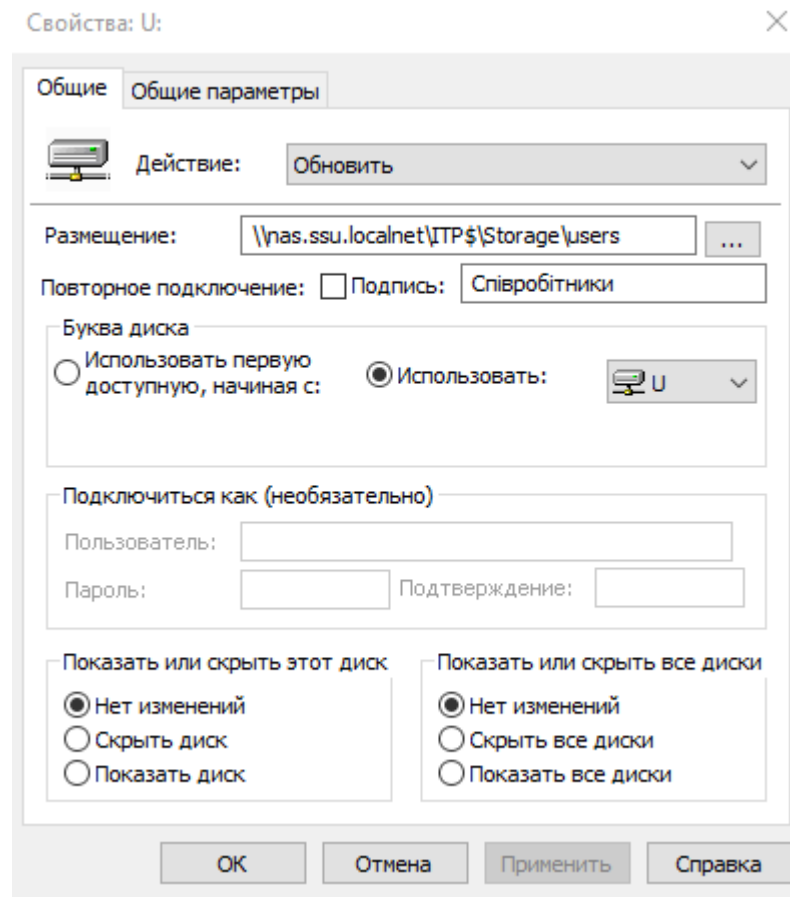 Свойства: U:
Общие
Общие параметры
Действие:
Обновить
Размещение:
\\nas.ssu.localnet\ITP$\Storage\users
...
Повторное подключение:
Подпись:
Співробітники
Буква диска
Использовать первую
доступную, начиная с:
Использовать:
U
Подключиться как (необязательно)
Пользователь:
Пароль:
Подтверждение:
Показать или скрыть этот диск
Нет изменений
Скрыть диск
Показать диск
Показать или скрыть все диски
Нет изменений
Скрыть все диски
Показать все диски
ОК
Отмена
Применить
Справка